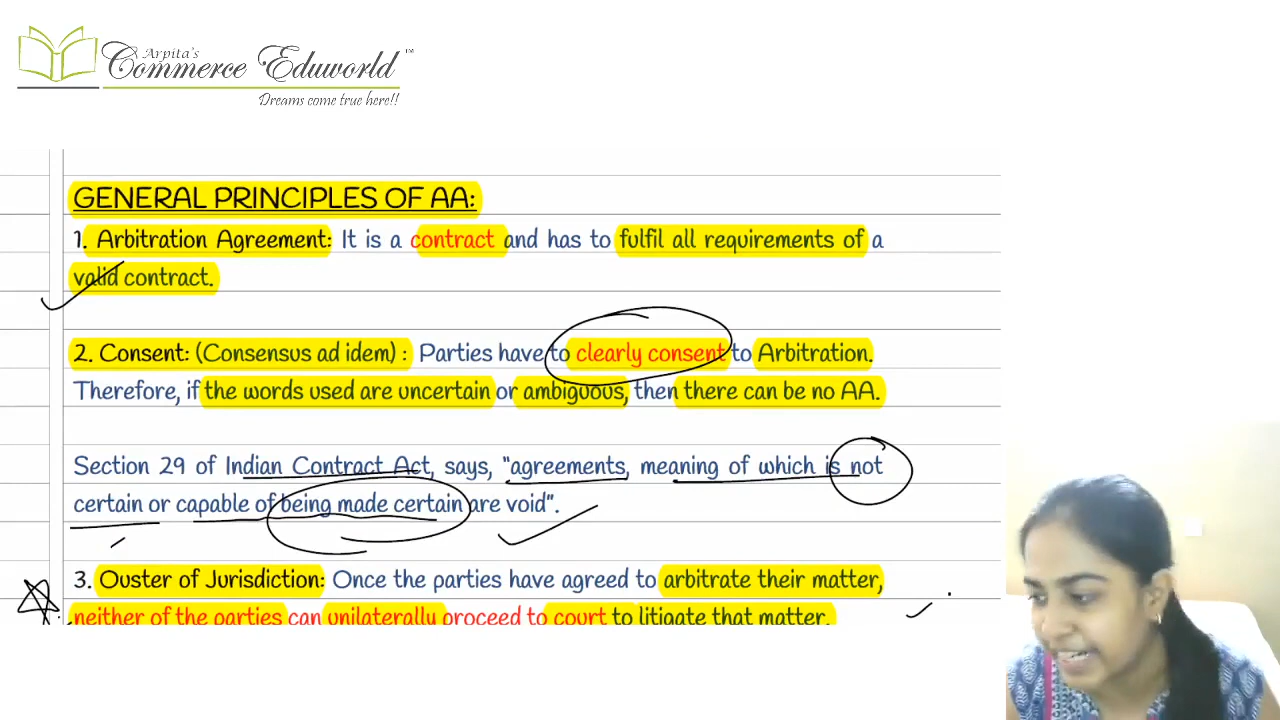 Arpita's
Commerce Eduworld™
Dreams come true here!!
GENERAL PRINCIPLES OF AA:
1. Arbitration Agreement: It is a contract and has to fulfil all requirements of a
valid contract.
2. Consent: (Consensus ad idem) : Parties have to clearly consent to Arbitration.
Therefore, if the words used are uncertain or ambiguous, then there can be no AA.
Section 29 of Indian Contract Act, says, "agreements, meaning of which is not
certain or capable of being made certain are void".
3. Ouster of Jurisdiction: Once the parties have agreed to arbitrate their matter,
neither of the parties can unilaterally proceed to court to litigate that matter.